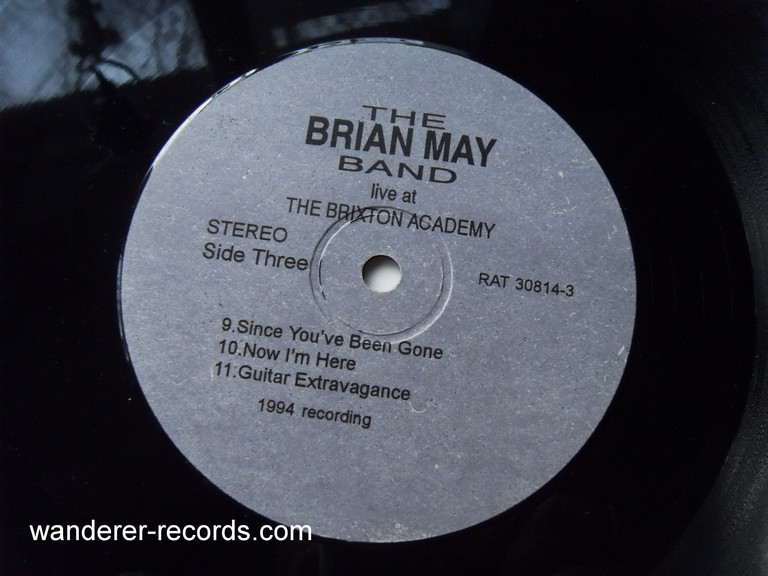 THE
BRIAN MAY
BAND
live at
THE BRIXTON ACADEMY
STEREO
Side Three
RAT 30814-3
9.Since You've Been Gone
10.Now I'm Here
11.Guitar Extravagance
1994 recording
wanderer-records.com